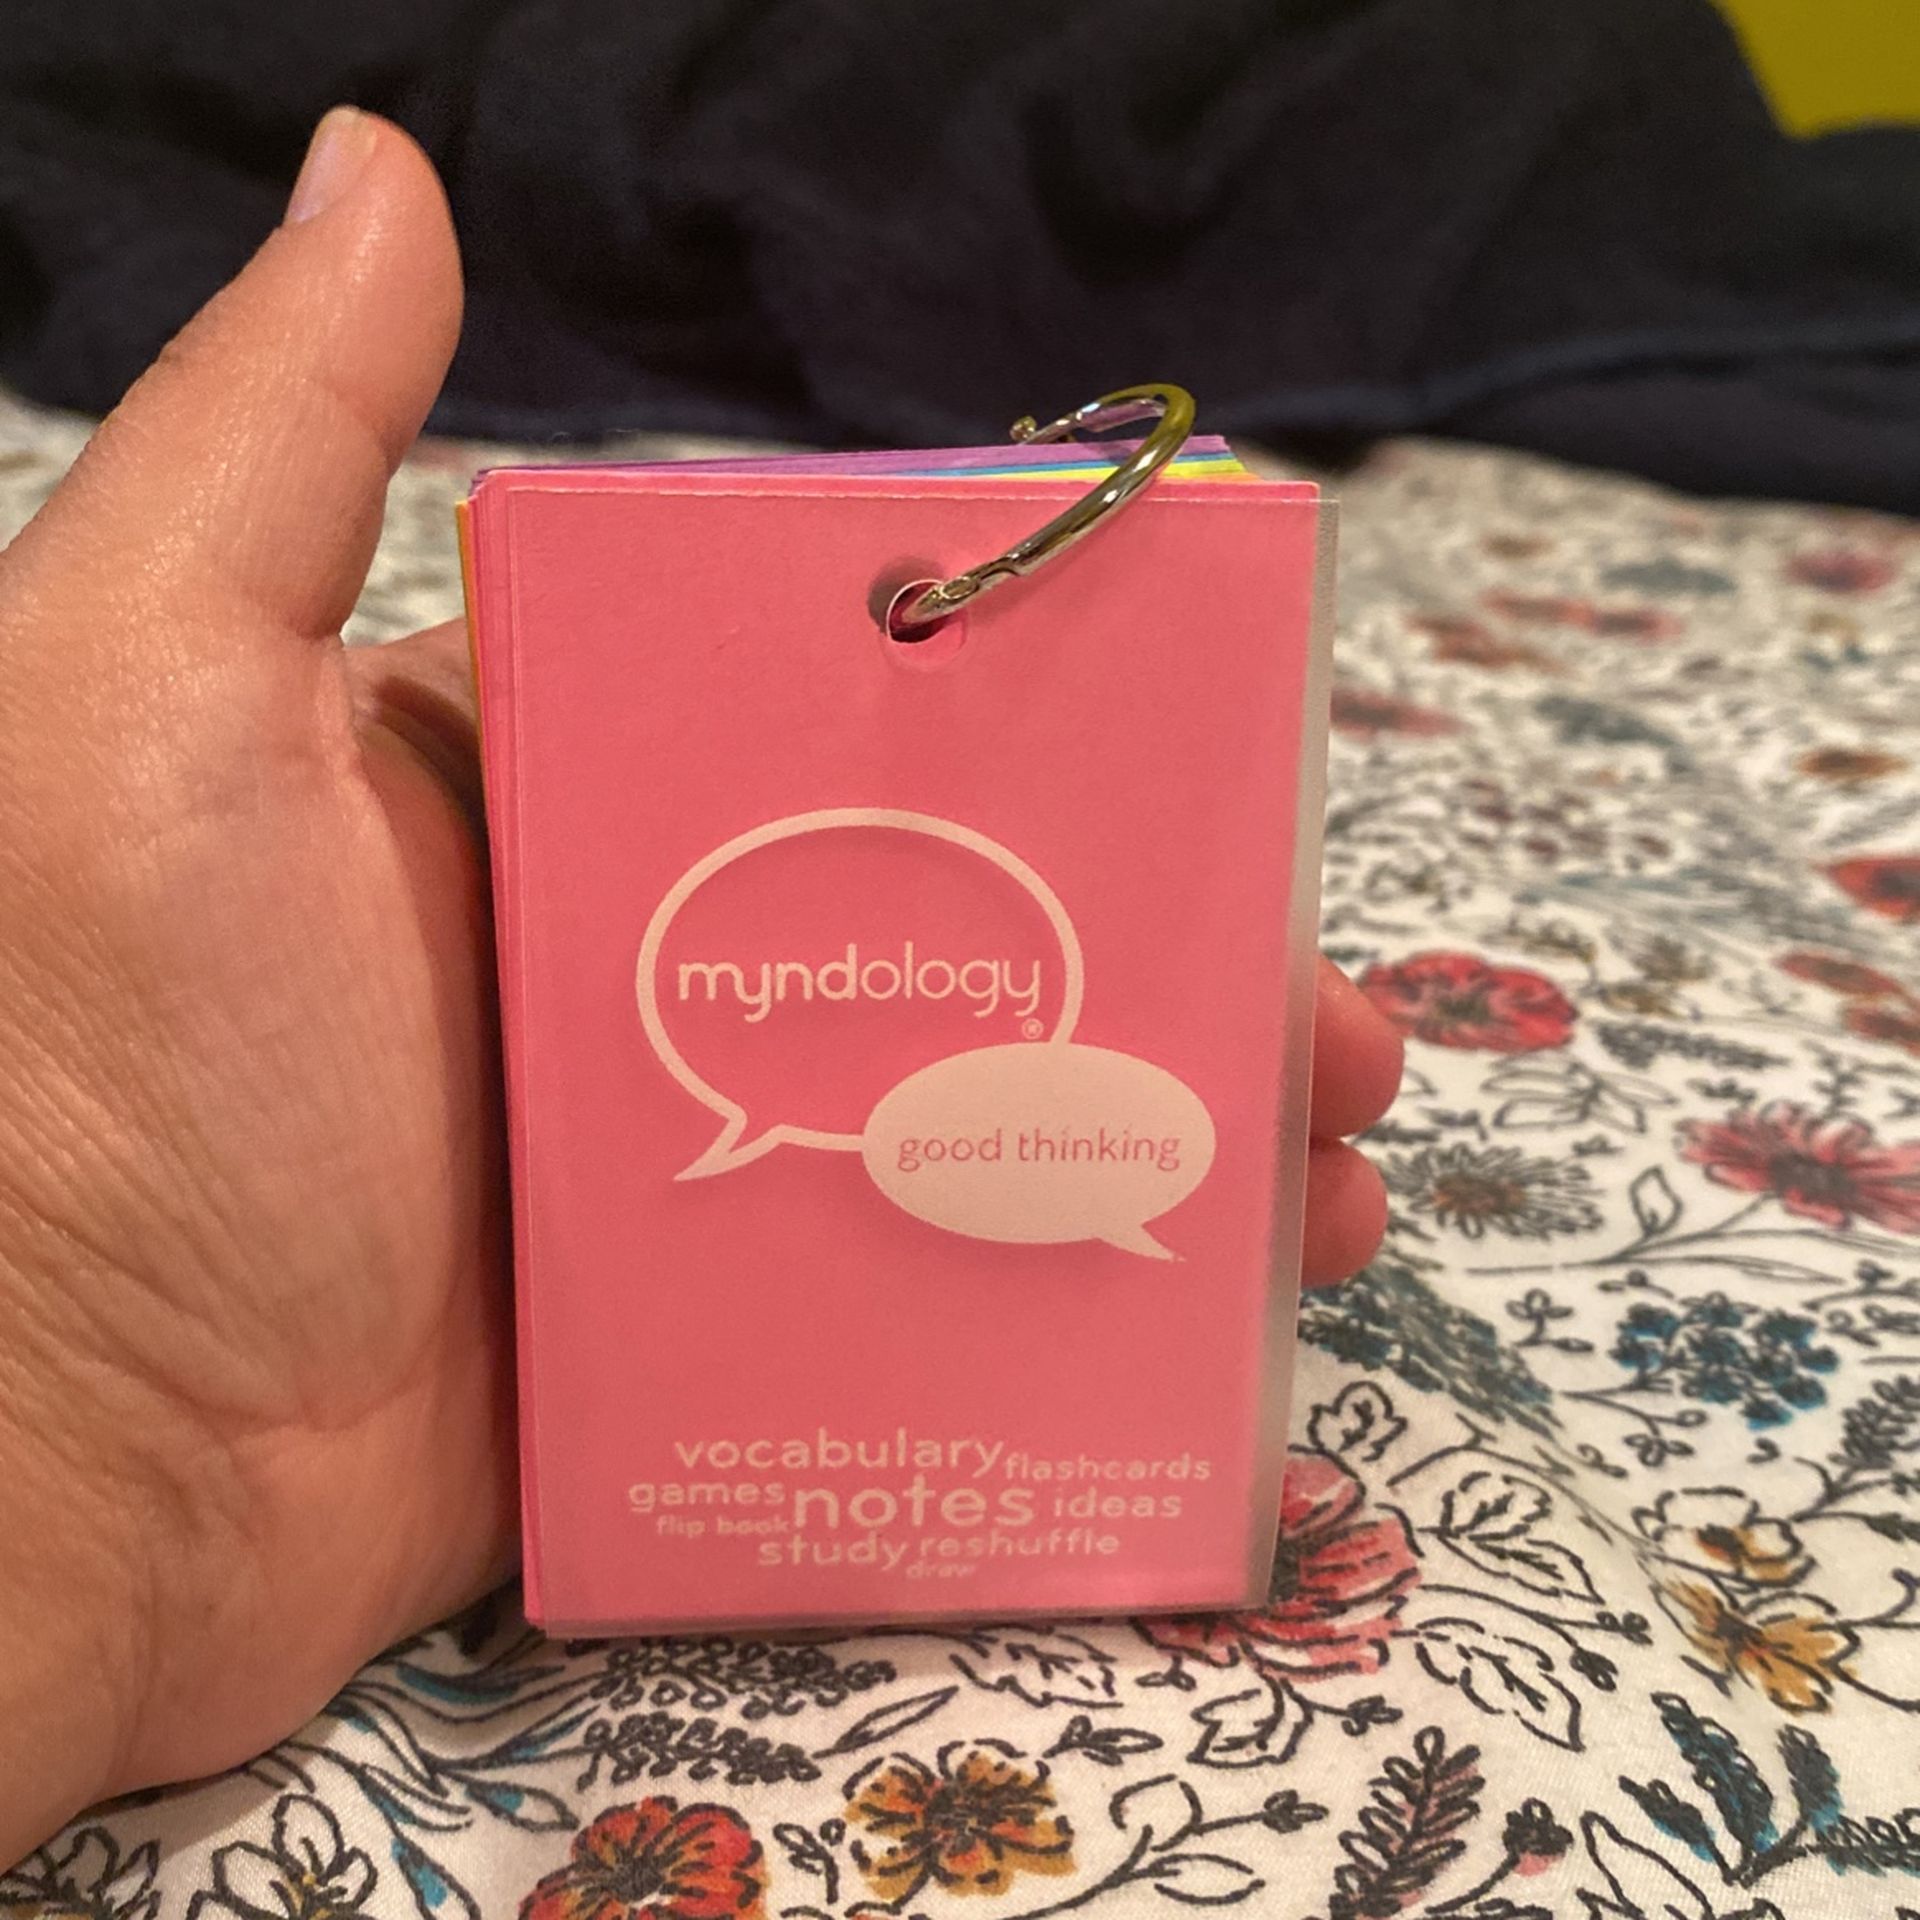 myndology
®
good thinking
vocabulary flashcards
games notes ideas
flip book
study reshuffle
draw